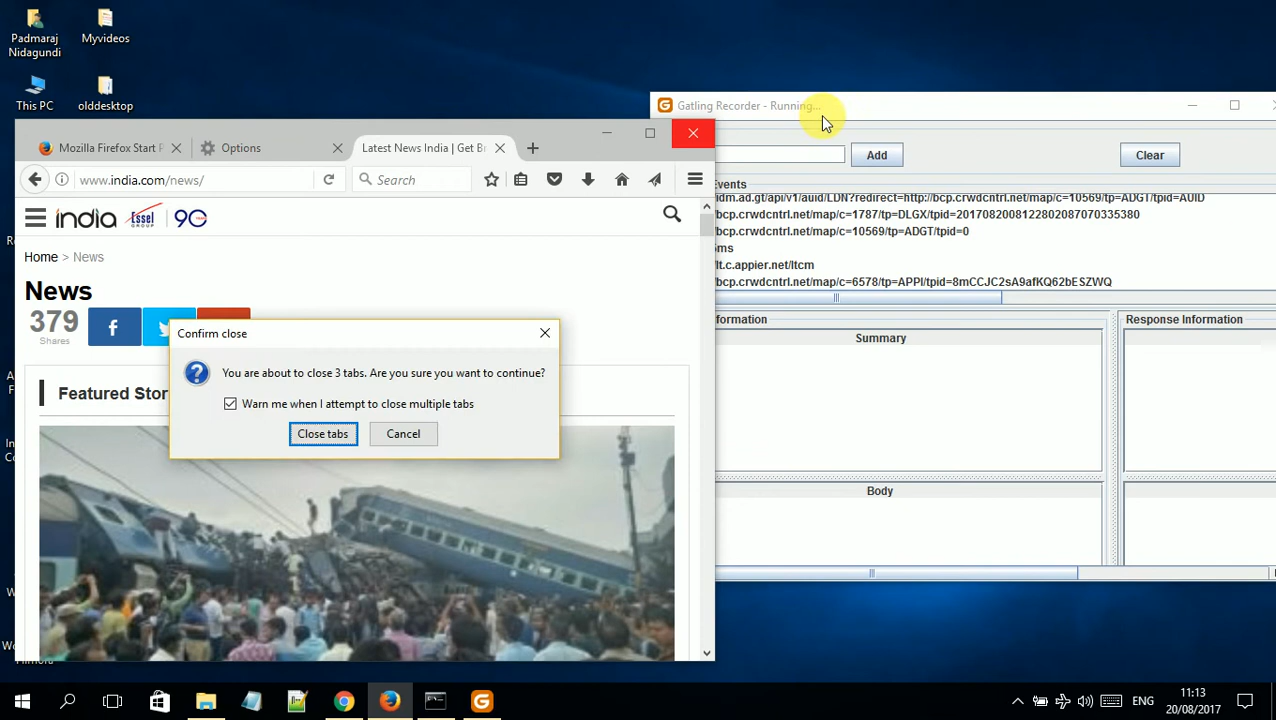 Padmaraj
Nidagundi
Myvideos
This PC
olddesktop
Gatling Recorder - Running...
Add
Clear
Events
idm.ad.gt/api/v1/auid/LDN?redirect=http://bcp.crwdcntrl.net/map/c=10569/tp=ADGT/tpid=AUID
/bcp.crwdcntrl.net/map/c=1787/tp=DLGX/tpid=2017082008122802087070335380
/bcp.crwdcntrl.net/map/c=10569/tp=ADGT/tpid=0
ms
/lt.c.appier.net/ltcm
/bcp.crwdcntrl.net/map/c=6578/tp=APPI/tpid=8mCCJC2sA9afKQ62bESZWQ
formation
Response Information
Summary
Body
Mozilla Firefox Start P
Options
Latest News India | Get Br
www.india.com/news/
Search
india
Essel
GROUP
90
Home > News
News
379
Shares
Featured Stor
Confirm close
You are about to close 3 tabs. Are you sure you want to continue?
Warn me when I attempt to close multiple tabs
Close tabs
Cancel
ENG
11:13
20/08/2017